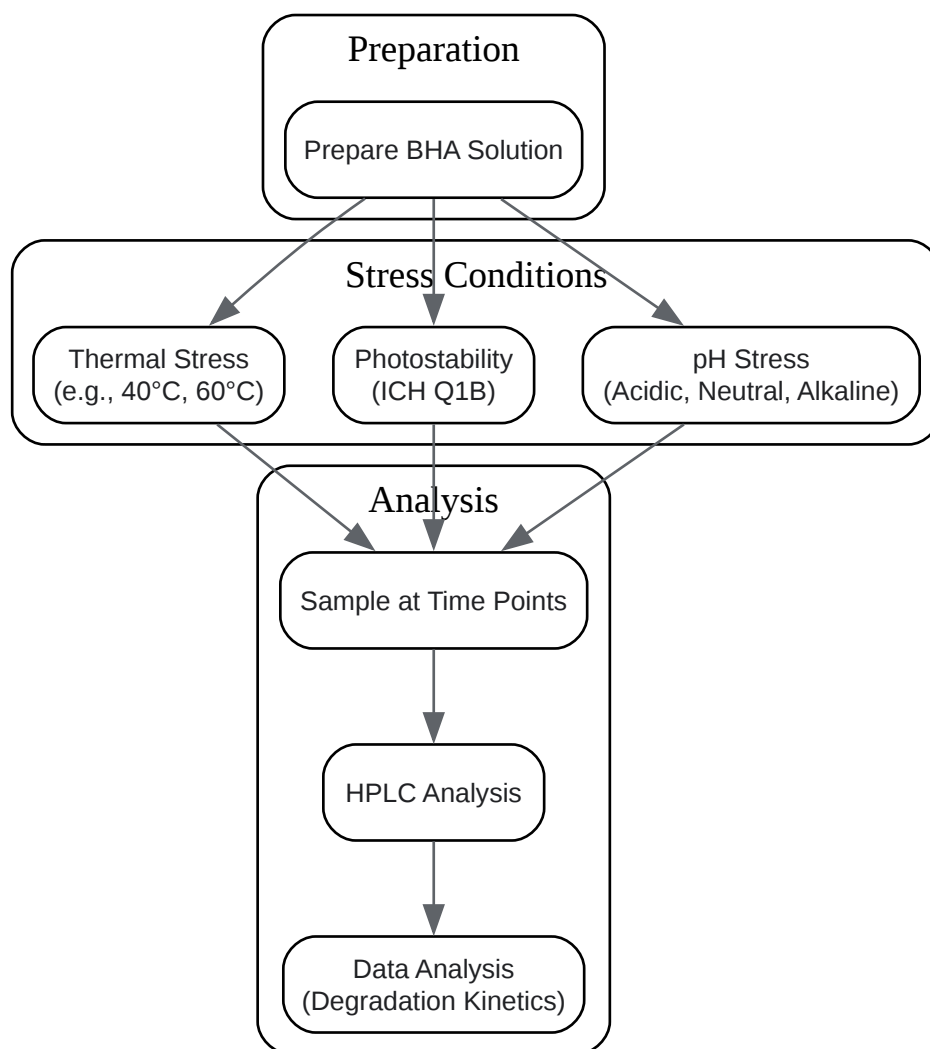 Preparation
Prepare BHA Solution
Stress Conditions
Thermal Stress
(e.g., 40°C, 60°C)
Photostability
(ICH Q1B)
pH Stress
(Acidic, Neutral, Alkaline)
Analysis
Sample at Time Points
HPLC Analysis
Data Analysis
(Degradation Kinetics)